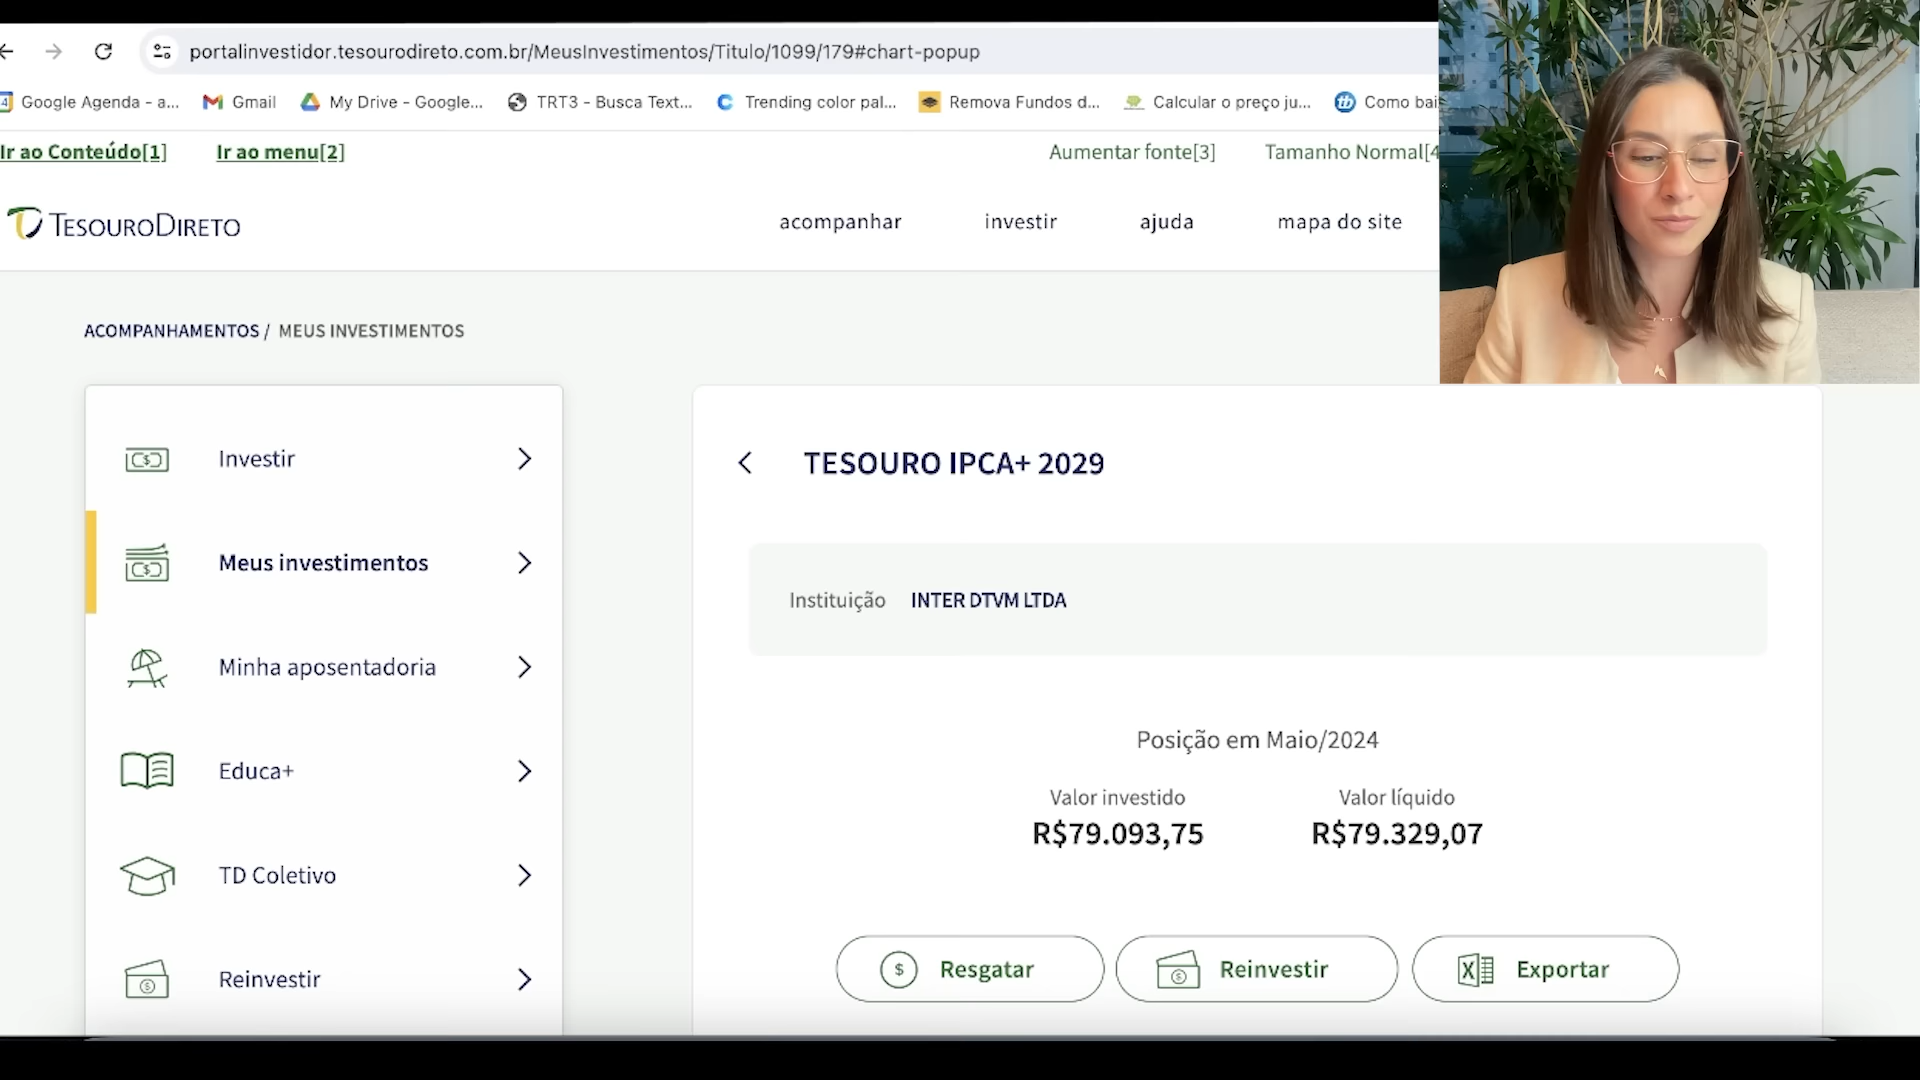 portalinvestidor.tesourodireto.com.br/MeusInvestimentos/Titulo/1099/179#chart-popup
4 Google Agenda - a... Gmail My Drive - Google... TRT3 - Busca Text... Trending color pal... Remova Fundos d... Calcular o preço ju... Como bai
Ir ao Conteúdo[1] Ir ao menu[2] Aumentar fonte[3] Tamanho Normal[4
TESOURODIRETO acompanhar investir ajuda mapa do site
ACOMPANHAMENTOS / MEUS INVESTIMENTOS
Investir
Meus investimentos
Minha aposentadoria
Educa+
TD Coletivo
Reinvestir
TESOURO IPCA+ 2029
Instituição INTER DTVM LTDA
Posição em Maio/2024
Valor investido Valor líquido
R$79.093,75 R$79.329,07
Resgatar Reinvestir Exportar